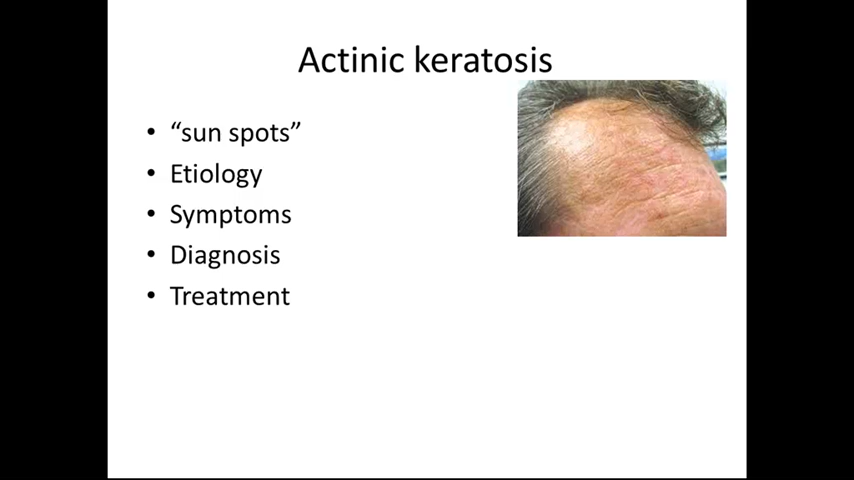 Actinic keratosis
• “sun spots”
• Etiology
• Symptoms
• Diagnosis
• Treatment